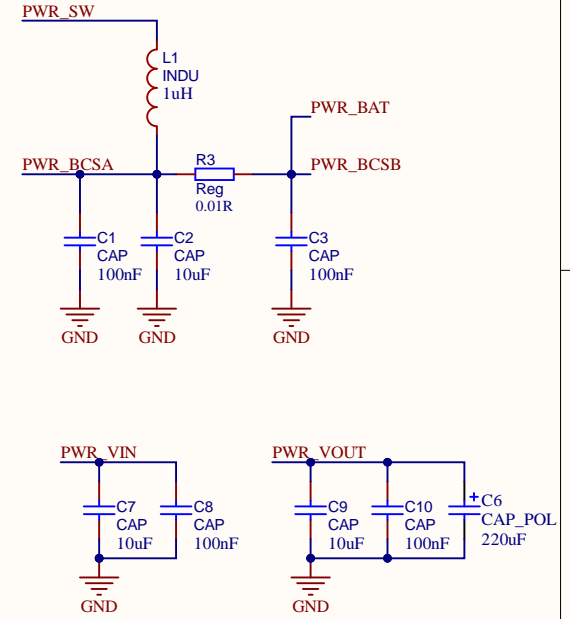 PWR_SW
L1
INDU
1uH
PWR_BAT
PWR_BCSA
R3
Reg
0.01R
PWR_BCSB
C1
CAP
100nF
C2
CAP
10uF
C3
CAP
100nF
GND
GND
GND
PWR_VIN
PWR_VOUT
C7
CAP
10uF
C8
CAP
100nF
C9
CAP
10uF
C10
CAP
100nF
+
C6
CAP_POL
220uF
GND
GND